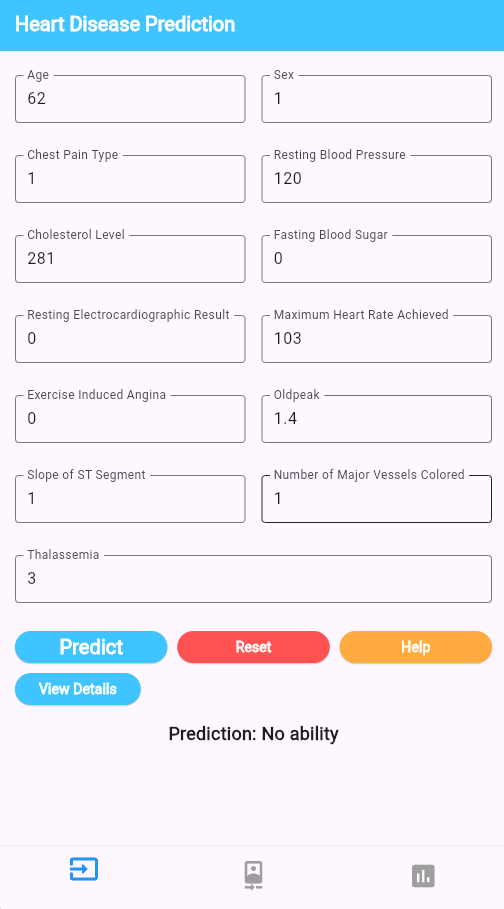 Heart Disease Prediction
Age Sex
62 1
Chest Pain Type Resting Blood Pressure
1 120
Cholesterol Level Fasting Blood Sugar
281 0
Resting Electrocardiographic Result Maximum Heart Rate Achieved
0 103
Exercise Induced Angina Oldpeak
0 1.4
Slope of ST Segment Number of Major Vessels Colored
1 1
Thalassemia
3
Predict Reset Help
View Details
Prediction: No ability